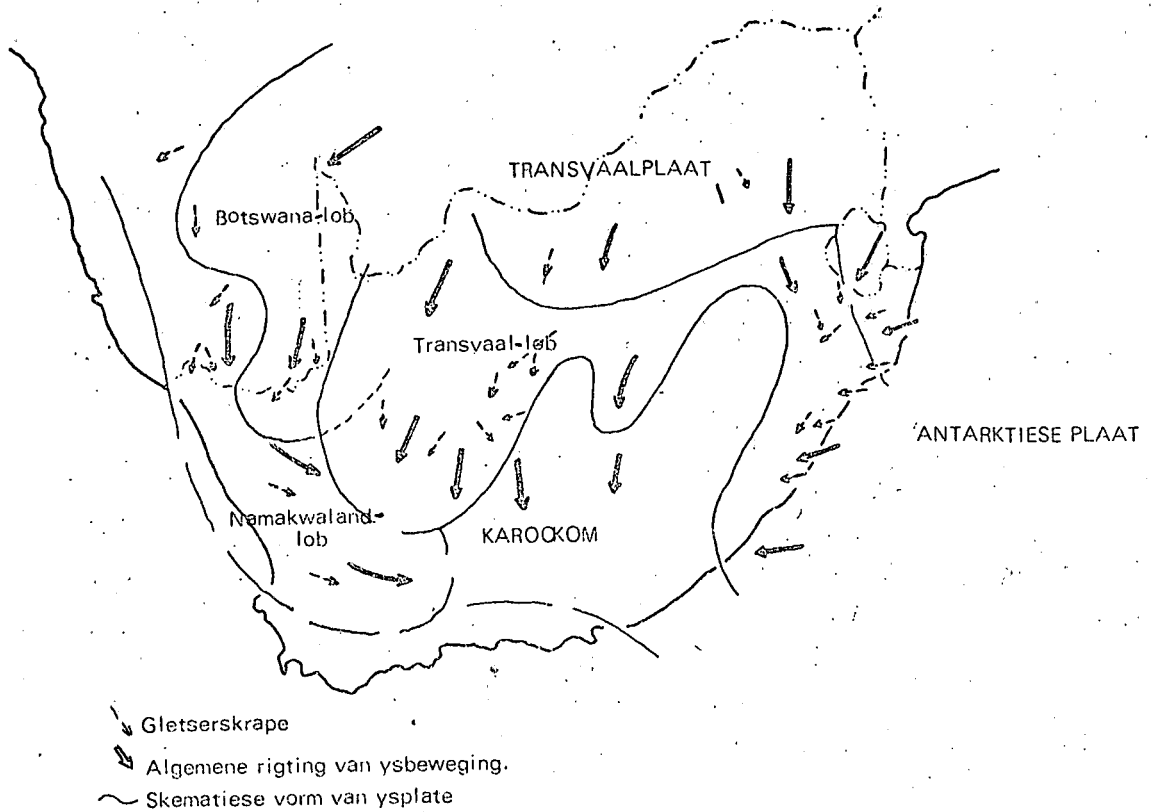 TRANSVAALPLAAT
Botswana-lob
Transvaal-lob
ANTARKTIESE PLAAT
Namakwaland-
lob
KAROOKOM
Gletserskrape
Algemene rigting van ysbeweging.
Skematiese vorm van ysplate